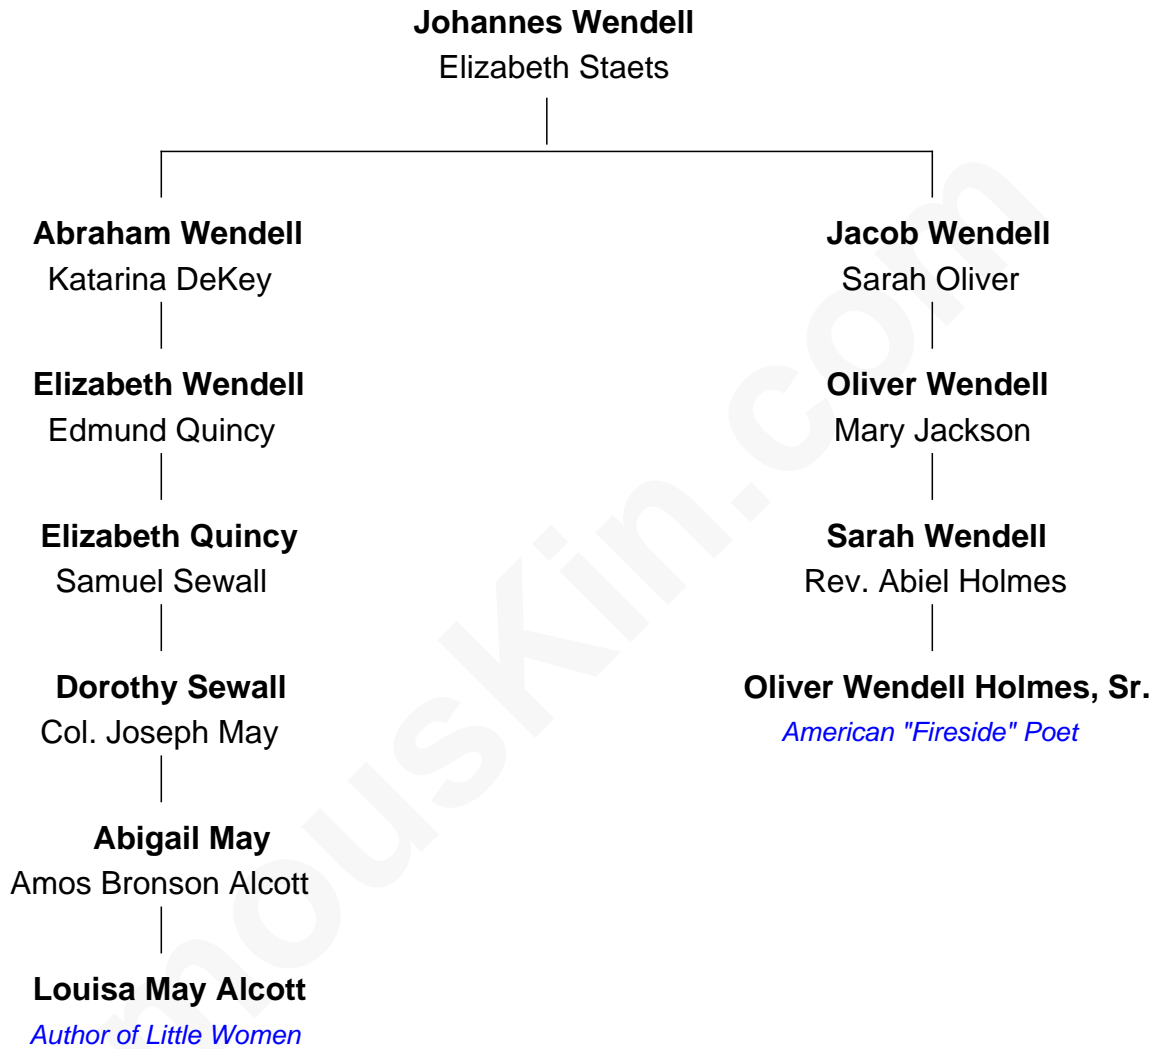 Johannes Wendell
Elizabeth Staets
Abraham Wendell
Katarina DeKey
Jacob Wendell
Sarah Oliver
Elizabeth Wendell
Edmund Quincy
Oliver Wendell
Mary Jackson
Elizabeth Quincy
Samuel Sewall
Sarah Wendell
Rev. Abiel Holmes
Dorothy Sewall
Col. Joseph May
Oliver Wendell Holmes, Sr.
American "Fireside" Poet
Abigail May
Amos Bronson Alcott
Louisa May Alcott
Author of Little Women
mousKin.com